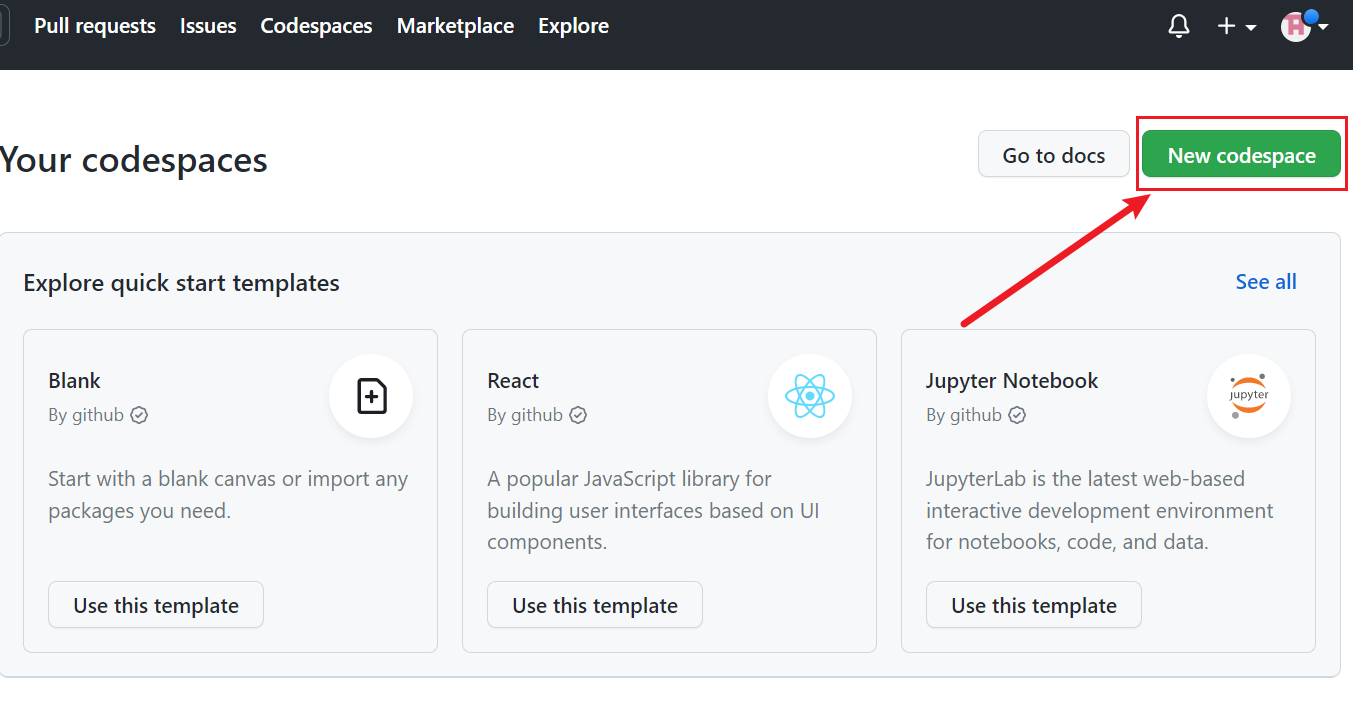 Pull requests Issues Codespaces Marketplace Explore
Your codespaces
Go to docs
New codespace
Explore quick start templates
See all
Blank
By github
Start with a blank canvas or import any
packages you need.
Use this template
React
By github
A popular JavaScript library for
building user interfaces based on UI
components.
Use this template
Jupyter Notebook
By github
jupyter
JupyterLab is the latest web-based
interactive development environment
for notebooks, code, and data.
Use this template